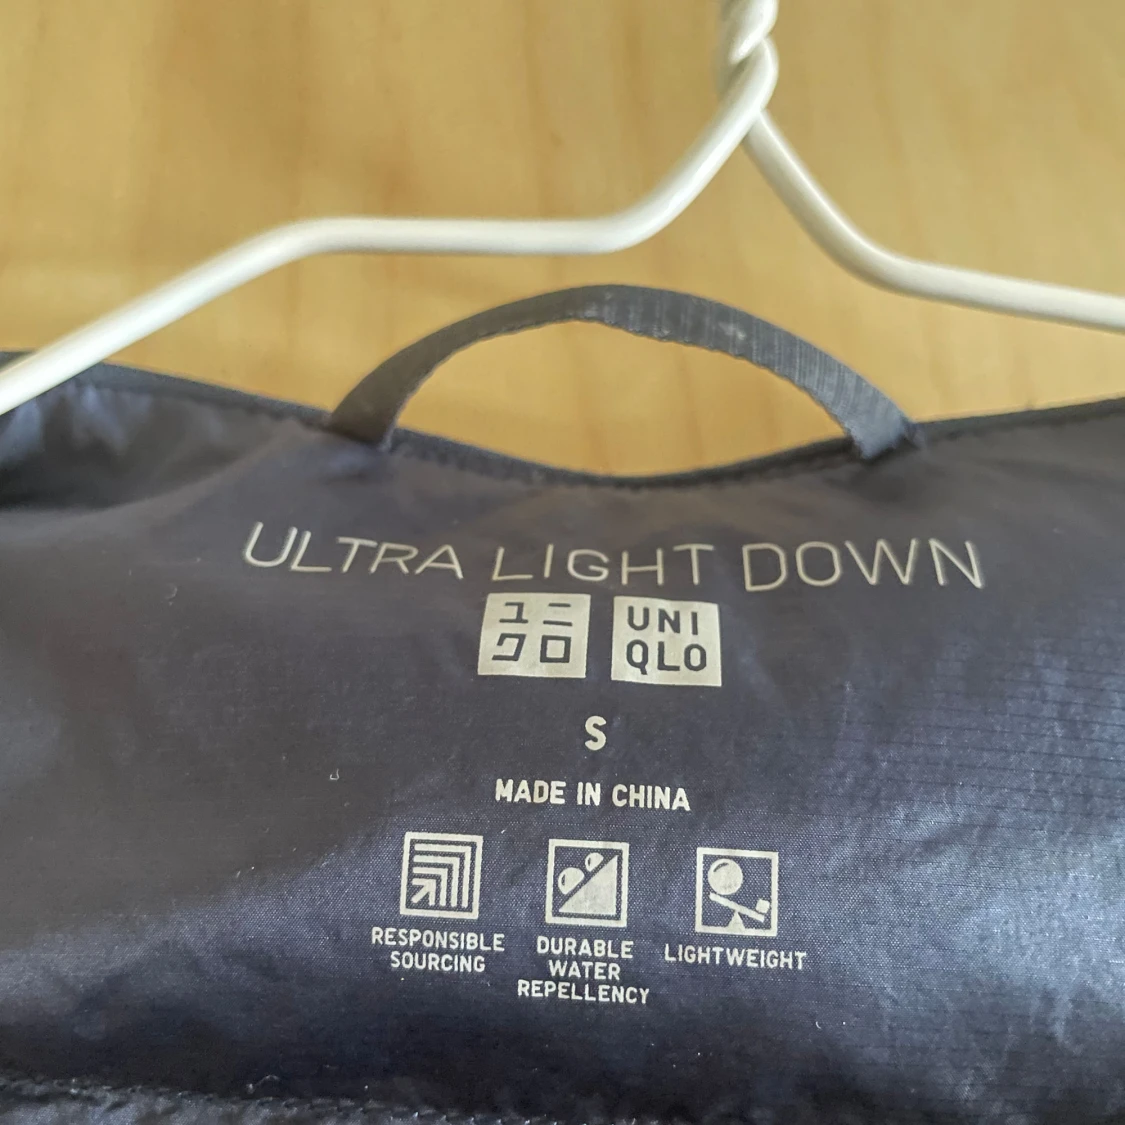 ULTRA LIGHT DOWN
ユニ
クロ
UNI
QLO
S
MADE IN CHINA
RESPONSIBLE
SOURCING
DURABLE
WATER
REPELLENCY
LIGHTWEIGHT